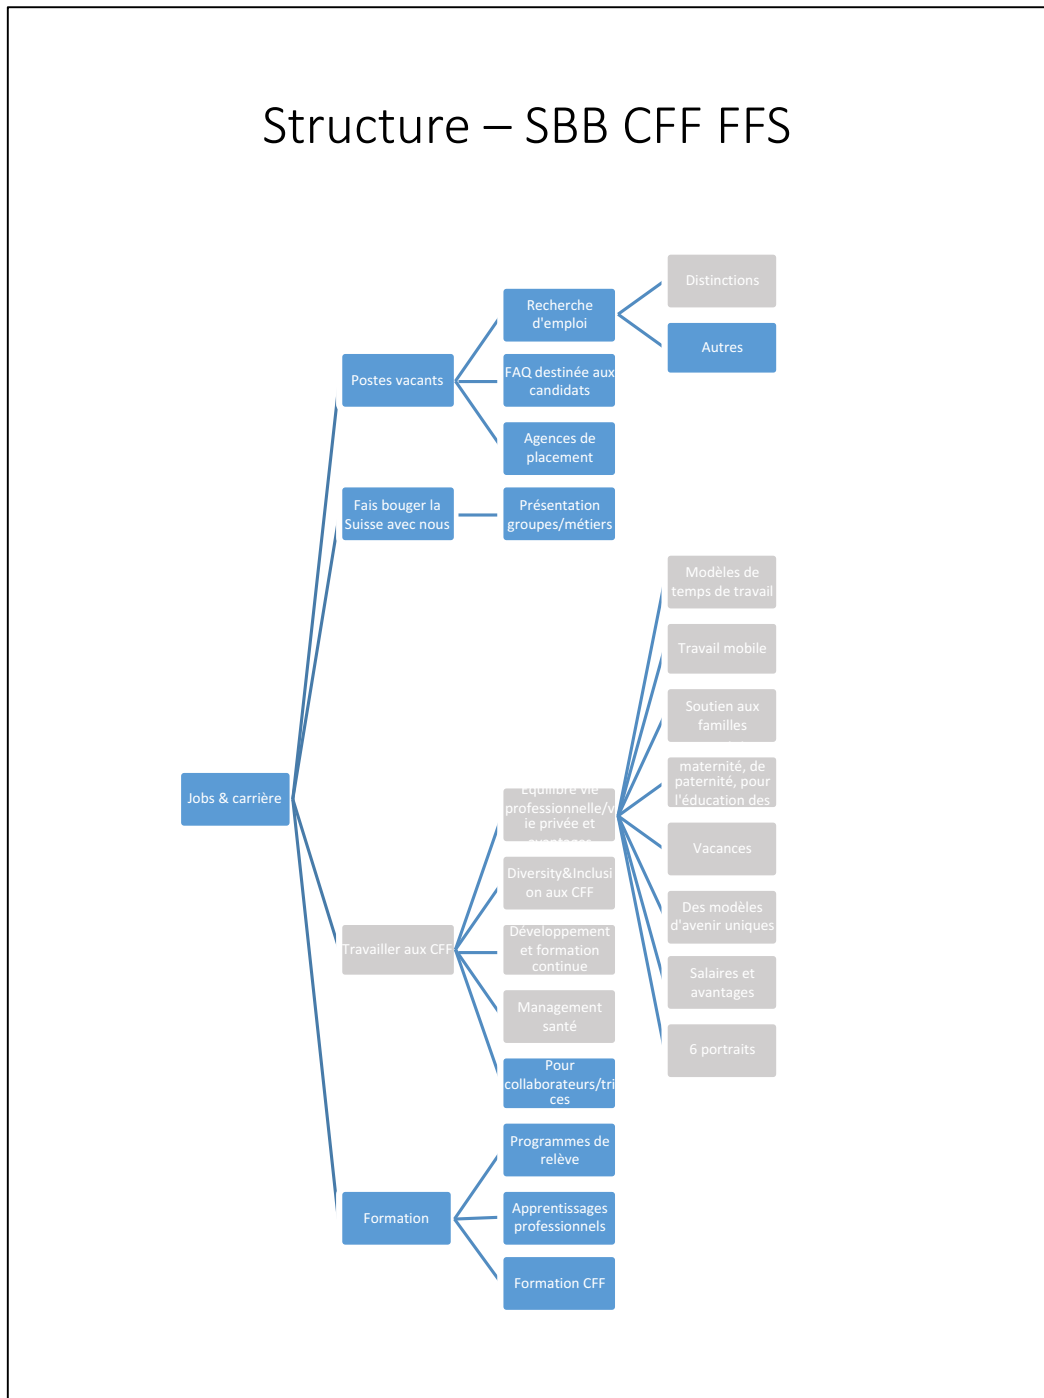 Structure – SBB CFF FFS
Distinctions
Recherche
d'emploi
Autres
Postes vacants
FAQ destinée aux
candidats
Agences de
placement
Fais bouger la
Suisse avec nous
Présentation
groupes/métiers
Modèles de
temps de travail
Travail mobile
Soutien aux
familles
maternité, de
paternité, pour
l'éducation des
Jobs & carrière
Equilibre vie
professionnelle/v
ie privée et
avantages
Vacances
Diversity&Inclusi
on aux CFF
Des modèles
d'avenir uniques
Travailler aux CFF
Développement
et formation
continue
Salaires et
avantages
Management
santé
6 portraits
Pour
collaborateurs/tri
ces
Programmes de
relève
Formation
Apprentissages
professionnels
Formation CFF